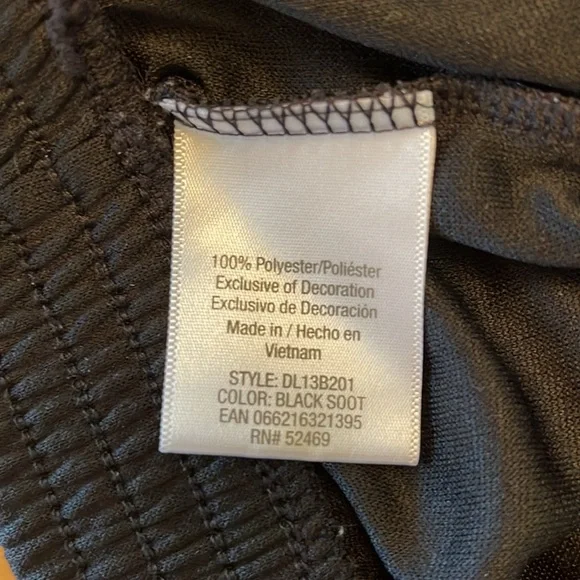 100% Polyester/Poliéster
Exclusive of Decoration
Exclusivo de Decoración
Made in / Hecho en
Vietnam
STYLE: DL13B201
COLOR: BLACK SOOT
EAN 066216321395
RN# 52469